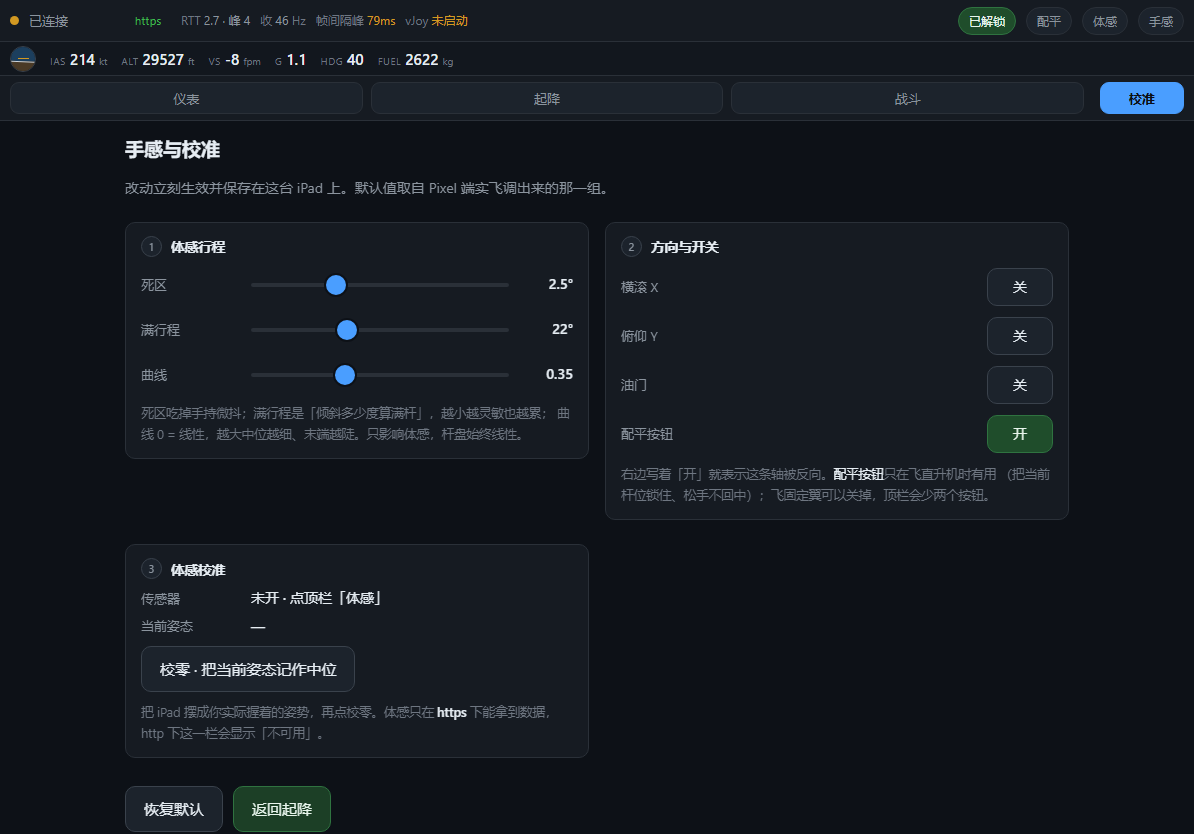 已连接 https RTT 2.7 · 峰 4 收 46 Hz 帧间隔峰 79ms vJoy 未启动 已解锁 配平 体感 手感
IAS 214 kt ALT 29527 ft VS -8 fpm G 1.1 HDG 40 FUEL 2622 kg
仪表 起降 战斗 校准
手感与校准
改动立刻生效并保存在这台 iPad 上。默认值取自 Pixel 端实飞调出来的那一组。
1 体感行程
死区 2.5°
满行程 22°
曲线 0.35
死区吃掉手持微抖；满行程是「倾斜多少度算满杆」，越小越灵敏也越累； 曲
线 0 = 线性，越大中位越细、末端越陡。只影响体感，杆盘始终线性。
2 方向与开关
横滚 X 关
俯仰 Y 关
油门 关
配平按钮 开
右边写着「开」就表示这条轴被反向。配平按钮只在飞直升机时有用 （把当前
杆位锁住、松手不回中）；飞固定翼可以关掉，顶栏会少两个按钮。
3 体感校准
传感器 未开 · 点顶栏「体感」
当前姿态 —
校零 · 把当前姿态记作中位
把 iPad 摆成你实际握着的姿势，再点校零。体感只在 https 下能拿到数据，
http 下这一栏会显示「不可用」。
恢复默认 返回起降